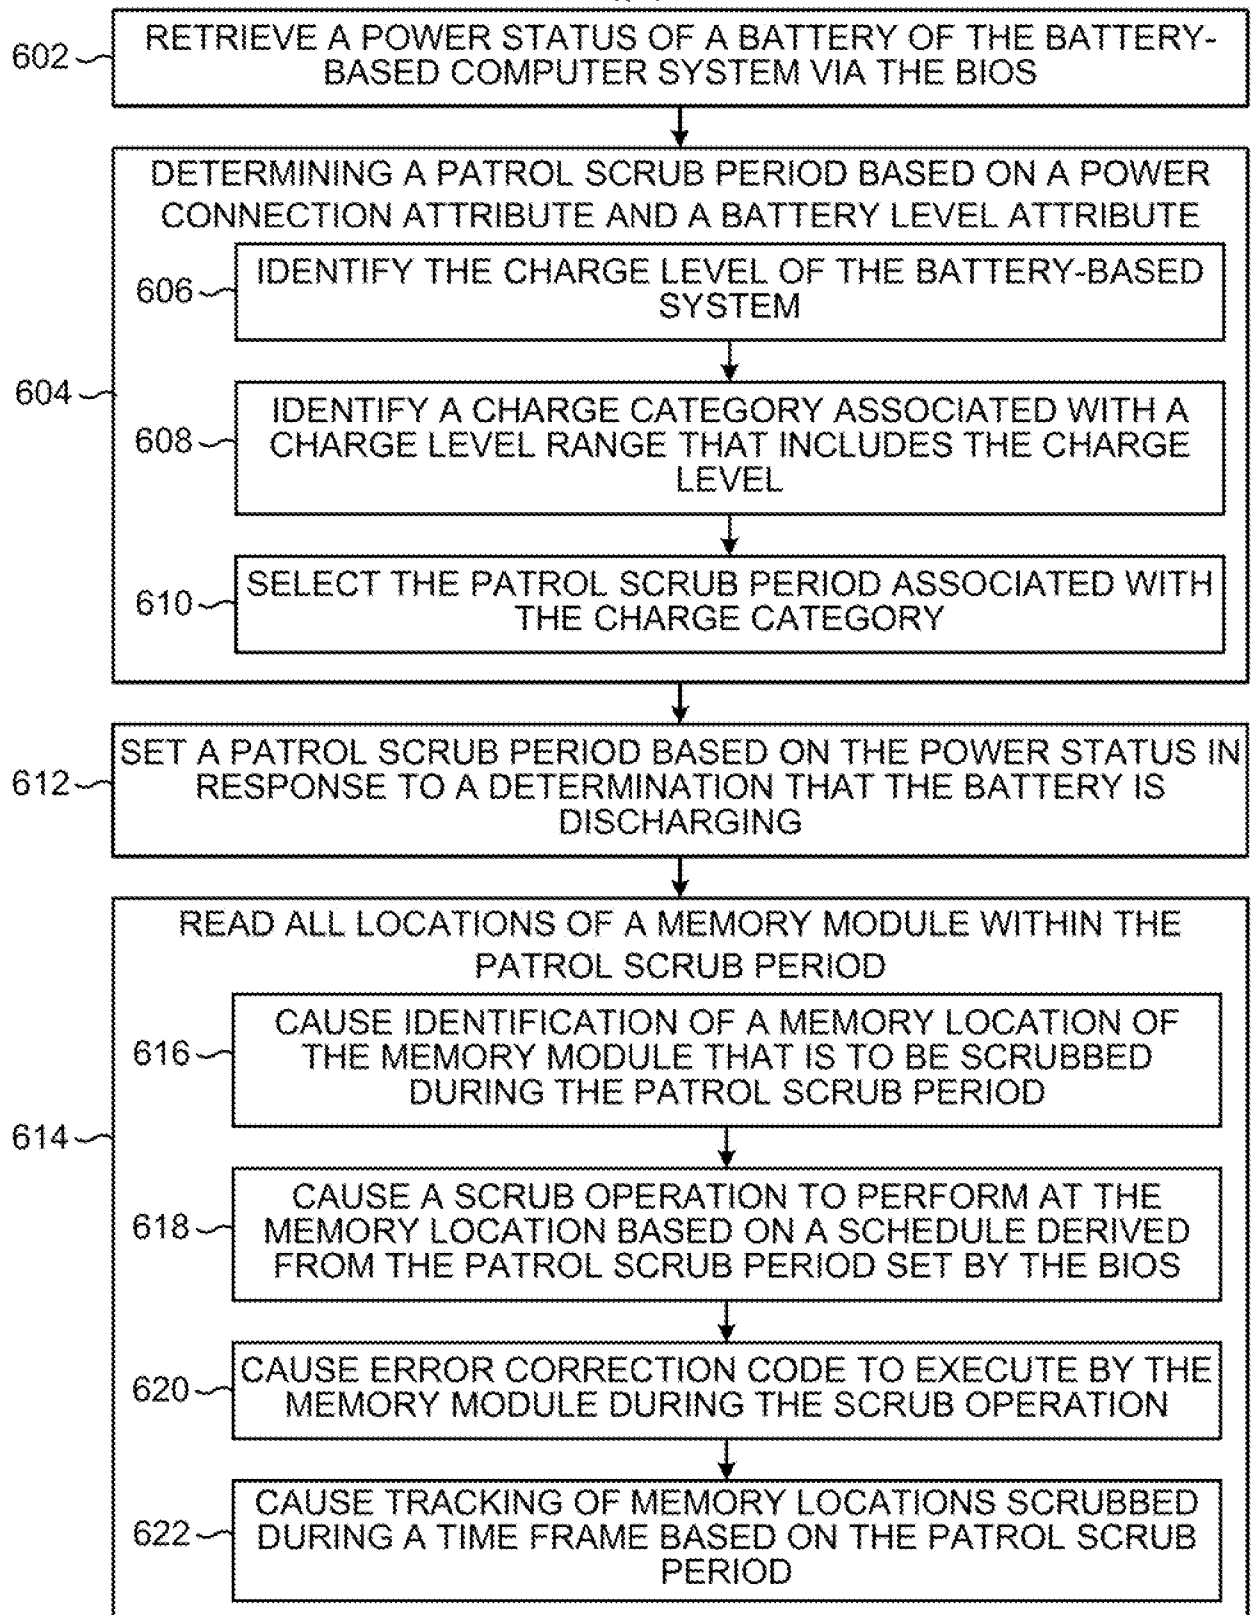 602
RETRIEVE A POWER STATUS OF A BATTERY OF THE BATTERY-
BASED COMPUTER SYSTEM VIA THE BIOS
604
DETERMINING A PATROL SCRUB PERIOD BASED ON A POWER
CONNECTION ATTRIBUTE AND A BATTERY LEVEL ATTRIBUTE
606
IDENTIFY THE CHARGE LEVEL OF THE BATTERY-BASED
SYSTEM
608
IDENTIFY A CHARGE CATEGORY ASSOCIATED WITH A
CHARGE LEVEL RANGE THAT INCLUDES THE CHARGE
LEVEL
610
SELECT THE PATROL SCRUB PERIOD ASSOCIATED WITH
THE CHARGE CATEGORY
612
SET A PATROL SCRUB PERIOD BASED ON THE POWER STATUS IN
RESPONSE TO A DETERMINATION THAT THE BATTERY IS
DISCHARGING
614
READ ALL LOCATIONS OF A MEMORY MODULE WITHIN THE
PATROL SCRUB PERIOD
616
CAUSE IDENTIFICATION OF A MEMORY LOCATION OF
THE MEMORY MODULE THAT IS TO BE SCRUBBED
DURING THE PATROL SCRUB PERIOD
618
CAUSE A SCRUB OPERATION TO PERFORM AT THE
MEMORY LOCATION BASED ON A SCHEDULE DERIVED
FROM THE PATROL SCRUB PERIOD SET BY THE BIOS
620
CAUSE ERROR CORRECTION CODE TO EXECUTE BY THE
MEMORY MODULE DURING THE SCRUB OPERATION
622
CAUSE TRACKING OF MEMORY LOCATIONS SCRUBBED
DURING A TIME FRAME BASED ON THE PATROL SCRUB
PERIOD